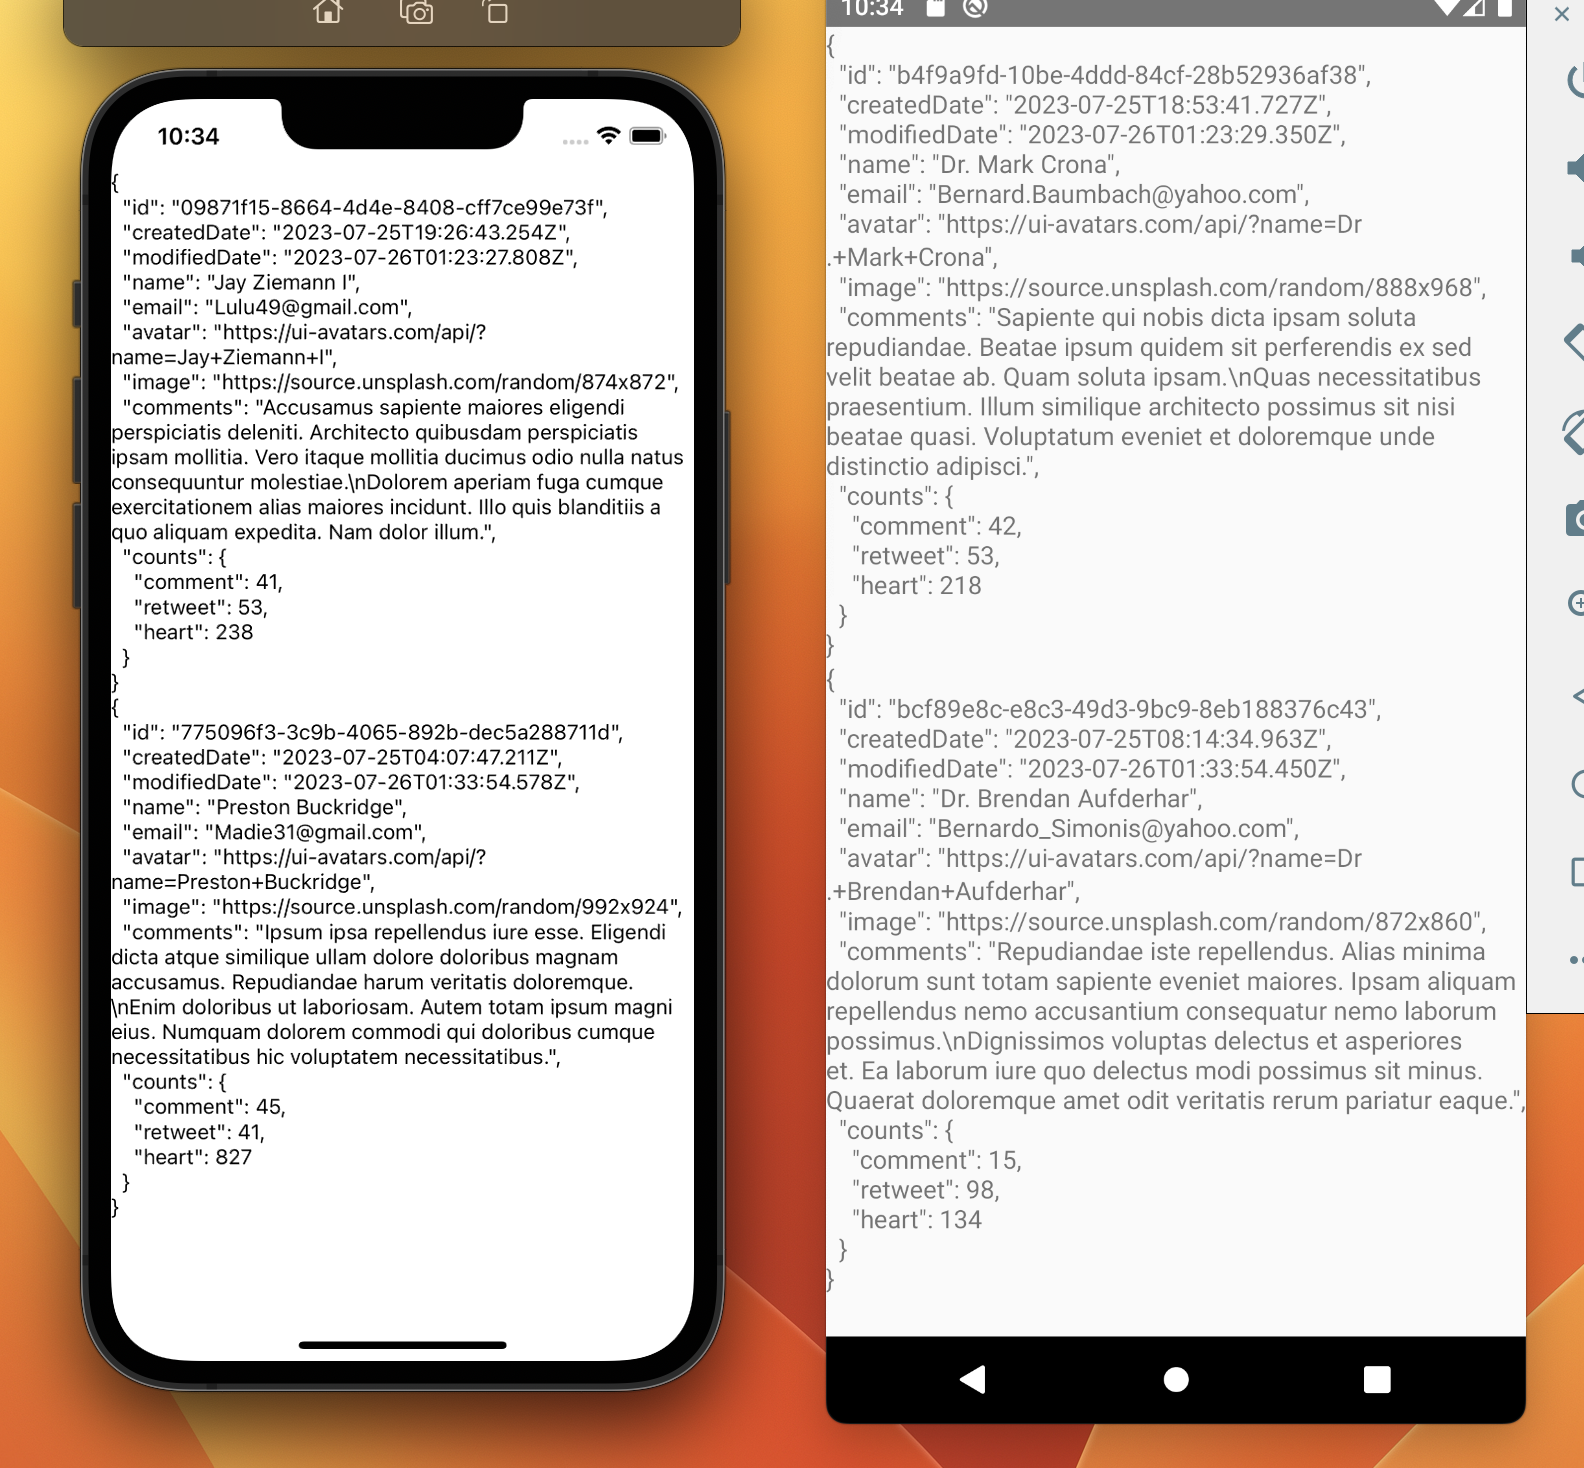 10:34
{
"id": "09871f15-8664-4d4e-8408-cff7ce99e73f",
"createdDate": "2023-07-25T19:26:43.254Z",
"modifiedDate": "2023-07-26T01:23:27.808Z",
"name": "Jay Ziemann I",
"email": "Lulu49@gmail.com",
"avatar": "https://ui-avatars.com/api/?
name=Jay+Ziemann+I",
"image": "https://source.unsplash.com/random/874x872",
"comments": "Accusamus sapiente maiores eligendi
perspiciatis deleniti. Architecto quibusdam perspiciatis
ipsam mollitia. Vero itaque mollitia ducimus odio nulla natus
consequuntur molestiae.\nDolorem aperiam fuga cumque
exercitationem alias maiores incidunt. Illo quis blanditiis a
quo aliquam expedita. Nam dolor illum.",
"counts": {
"comment": 41,
"retweet": 53,
"heart": 238
}
}
{
"id": "775096f3-3c9b-4065-892b-dec5a288711d",
"createdDate": "2023-07-25T04:07:47.211Z",
"modifiedDate": "2023-07-26T01:33:54.578Z",
"name": "Preston Buckridge",
"email": "Madie31@gmail.com",
"avatar": "https://ui-avatars.com/api/?
name=Preston+Buckridge",
"image": "https://source.unsplash.com/random/992x924",
"comments": "Ipsum ipsa repellendus iure esse. Eligendi
dicta atque similique ullam dolore doloribus magnam
accusamus. Repudiandae harum veritatis doloremque.
\nEnim doloribus ut laboriosam. Autem totam ipsum magni
eius. Numquam dolorem commodi qui doloribus cumque
necessitatibus hic voluptatem necessitatibus.",
"counts": {
"comment": 45,
"retweet": 41,
"heart": 827
}
}
10:34
{
"id": "b4f9a9fd-10be-4ddd-84cf-28b52936af38",
"createdDate": "2023-07-25T18:53:41.727Z",
"modifiedDate": "2023-07-26T01:23:29.350Z",
"name": "Dr. Mark Crona",
"email": "Bernard.Baumbach@yahoo.com",
"avatar": "https://ui-avatars.com/api/?name=Dr
.+Mark+Crona",
"image": "https://source.unsplash.com/random/888x968",
"comments": "Sapiente qui nobis dicta ipsam soluta
repudiandae. Beatae ipsum quidem sit perferendis ex sed
velit beatae ab. Quam soluta ipsam.\nQuas necessitatibus
praesentium. Illum similique architecto possimus sit nisi
beatae quasi. Voluptatum eveniet et doloremque unde
distinctio adipisci.",
"counts": {
"comment": 42,
"retweet": 53,
"heart": 218
}
}
{
"id": "bcf89e8c-e8c3-49d3-9bc9-8eb188376c43",
"createdDate": "2023-07-25T08:14:34.963Z",
"modifiedDate": "2023-07-26T01:33:54.450Z",
"name": "Dr. Brendan Aufderhar",
"email": "Bernardo_Simonis@yahoo.com",
"avatar": "https://ui-avatars.com/api/?name=Dr
.+Brendan+Aufderhar",
"image": "https://source.unsplash.com/random/872x860",
"comments": "Repudiandae iste repellendus. Alias minima
dolorum sunt totam sapiente eveniet maiores. Ipsam aliquam
repellendus nemo accusantium consequatur nemo laborum
possimus.\nDignissimos voluptas delectus et asperiores
et. Ea laborum iure quo delectus modi possimus sit minus.
Quaerat doloremque amet odit veritatis rerum pariatur eaque.",
"counts": {
"comment": 15,
"retweet": 98,
"heart": 134
}
}